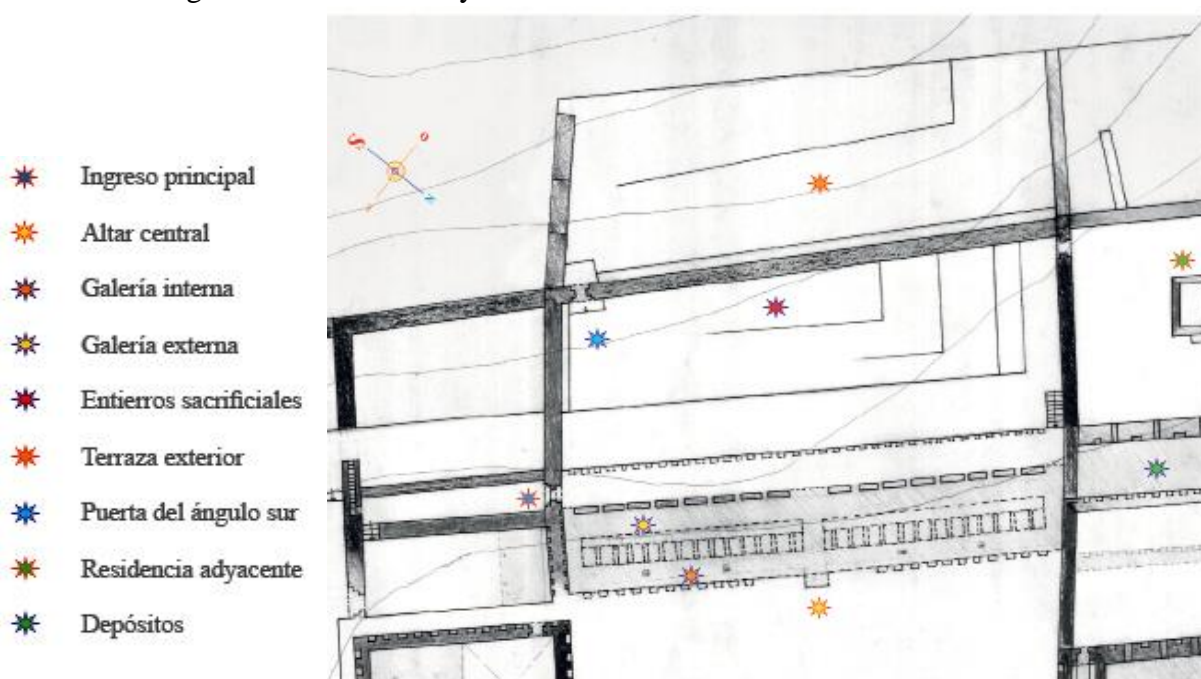 Ingreso principal
Altar central
Galería interna
Galería externa
Entierros sacrificiales
Terraza exterior
Puerta del ángulo sur
Residencia adyacente
Depósitos
S
o